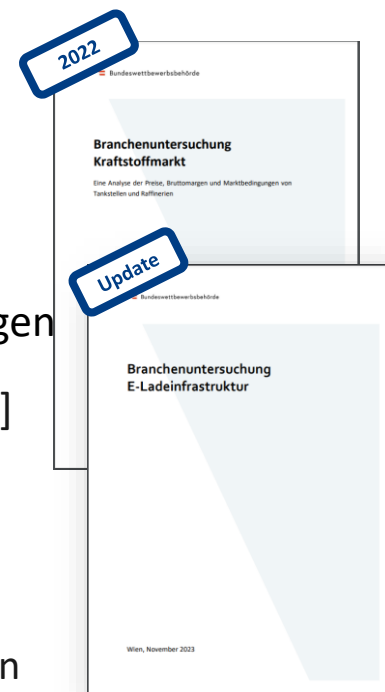 2022
Bundeswettbewerbsbehörde
Branchenuntersuchung
Kraftstoffmarkt
Eine Analyse der Preise, Bruttomargen und Marktbedingungen von
Tankstellen und Raffinerien
Update
Bundeswettbewerbsbehörde
gen
Branchenuntersuchung
E-Ladeinfrastruktur
]
Wien, November 2023
n